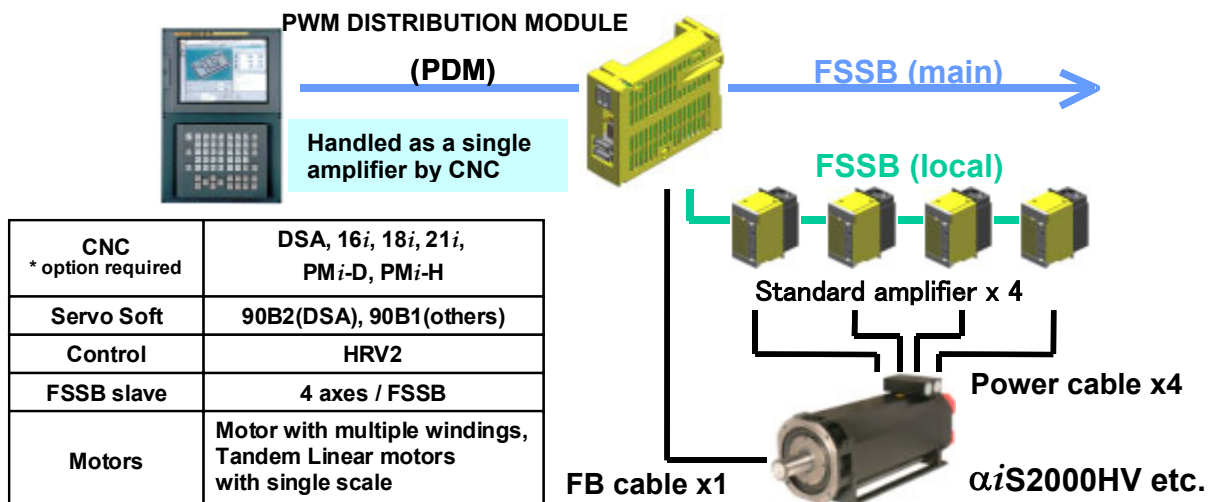 PWM DISTRIBUTION MODULE
(PDM)
FSSB (main)
Handled as a single
amplifier by CNC
FSSB (local)
Standard amplifier x 4
Power cable x4
FB cable x1
αiS2000HV etc.
CNC
* option required
DSA, 16i, 18i, 21i,
PMi-D, PMi-H
Servo Soft
90B2(DSA), 90B1(others)
Control
HRV2
FSSB slave
4 axes / FSSB
Motors
Motor with multiple windings,
Tandem Linear motors
with single scale